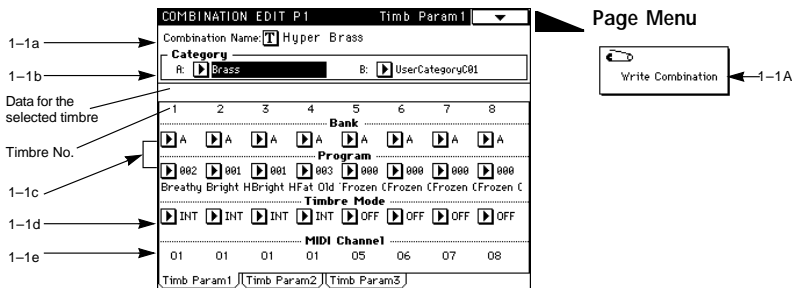 COMBINATION EDIT P1 Timb Param1
Page Menu
1–1a
Combination Name: T Hyper Brass
Category
1–1b
A: Brass B: UserCategoryC01
Write Combination
1–1A
Data for the
selected timbre
1 2 3 4 5 6 7 8
Timbre No.
Bank
A A A A A A A A
Program
1–1c
002 001 001 003 000 000 000 000
Breathy Bright H Bright H Fat Old ˈFrozen (Frozen (Frozen (Frozen C
Timbre Mode
1–1d
INT INT INT INT OFF OFF OFF OFF
MIDI Channel
1–1e
01 01 01 01 05 06 07 08
Timb Param1 Timb Param2 Timb Param3